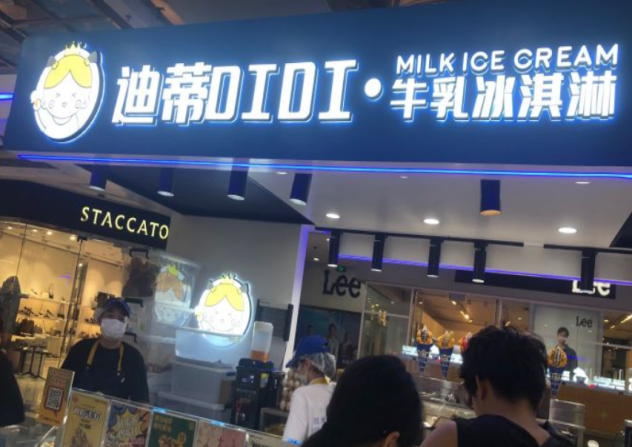 迪蒂DIDI·牛乳冰淇淋
MILK ICE CREAM
STACCATO
Lee
Lee